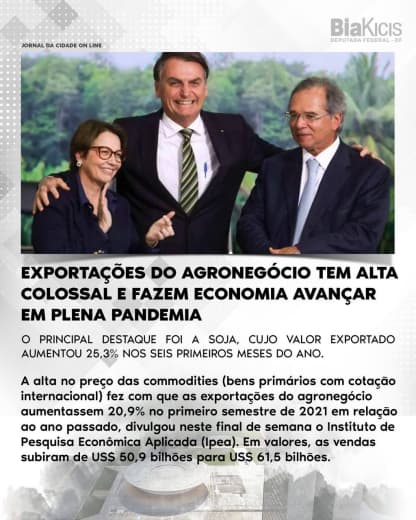 BiaKicis
DEPUTADA FEDERAL - DF
JORNAL DA CIDADE ON LINE
EXPORTAÇÕES DO AGRONEGÓCIO TEM ALTA
COLOSSAL E FAZEM ECONOMIA AVANÇAR
EM PLENA PANDEMIA
O PRINCIPAL DESTAQUE FOI A SOJA, CUJO VALOR EXPORTADO
AUMENTOU 25,3% NOS SEIS PRIMEIROS MESES DO ANO.
A alta no preço das commodities (bens primários com cotação
internacional) fez com que as exportações do agronegócio
aumentassem 20,9% no primeiro semestre de 2021 em relação
ao ano passado, divulgou neste final de semana o Instituto de
Pesquisa Econômica Aplicada (Ipea). Em valores, as vendas
subiram de US$ 50,9 bilhões para US$ 61,5 bilhões.